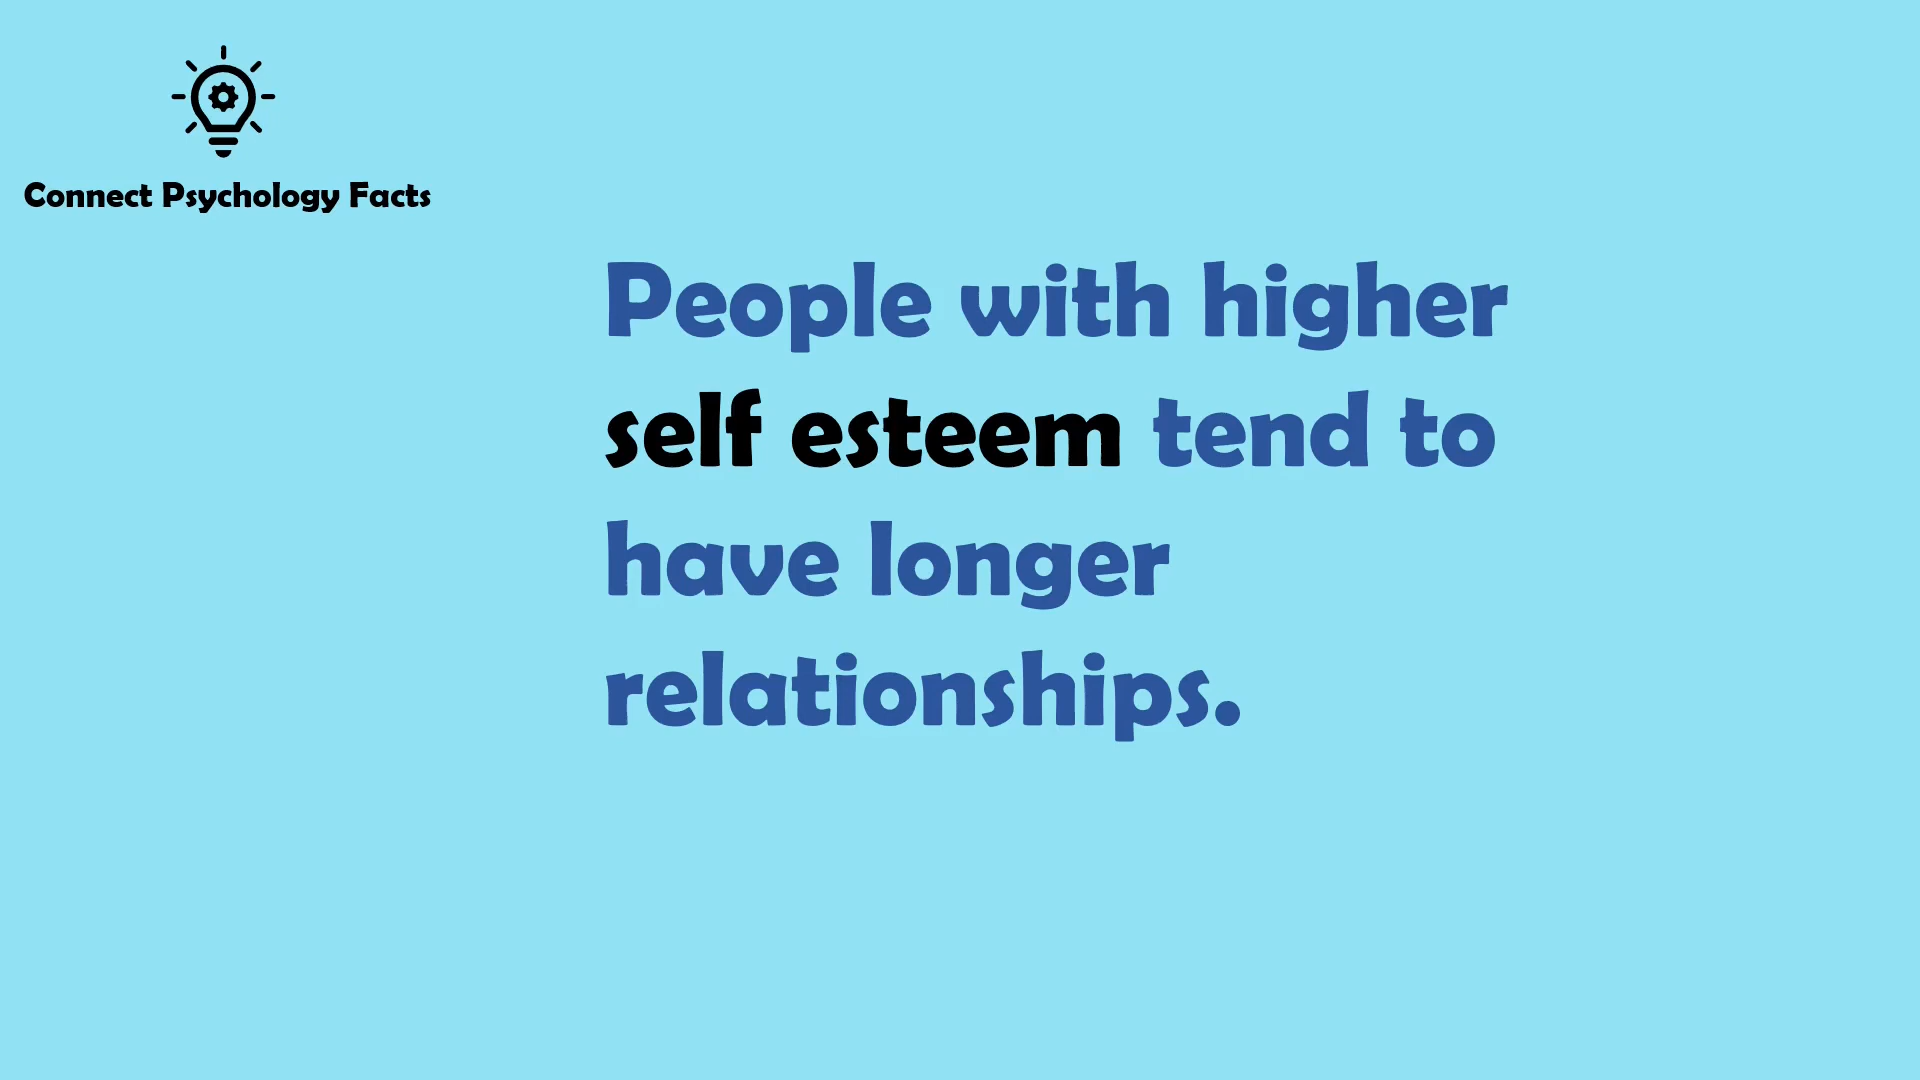 Connect Psychology Facts
People with higher
self esteem tend to
have longer
relationships.